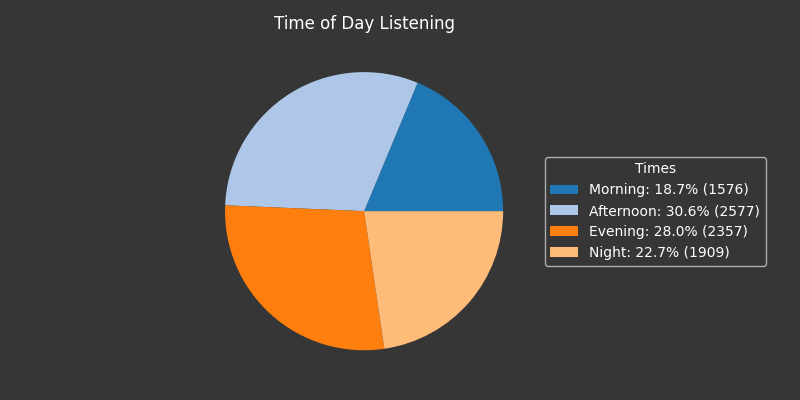 Time of Day Listening
Times
Morning: 18.7% (1576)
Afternoon: 30.6% (2577)
Evening: 28.0% (2357)
Night: 22.7% (1909)